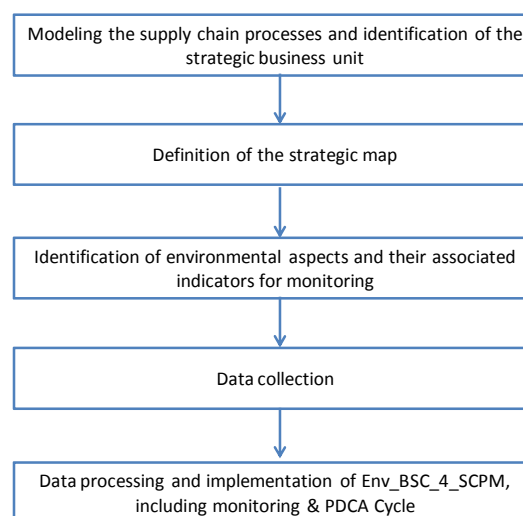 Modeling the supply chain processes and identification of the
strategic business unit
Definition of the strategic map
Identification of environmental aspects and their associated
indicators for monitoring
Data collection
Data processing and implementation of Env_BSC_4_SCPM,
including monitoring & PDCA Cycle